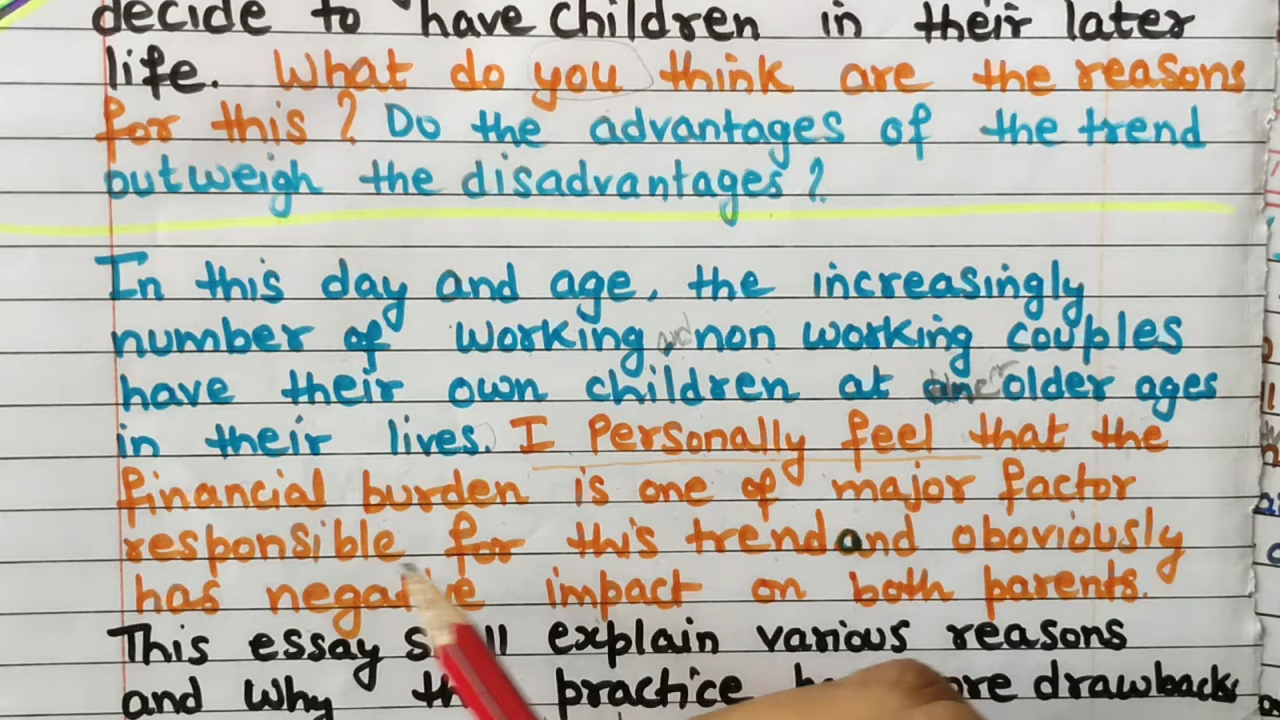 decide to have children in their later
life. What do you think are the reasons
for this? Do the advantages of the trend
outweigh the disadvantages?
In this day and age, the increasingly
number of working, and non working couples
have their own children at older ages
in their lives. I Personally feel that the
financial burden is one of major factor
responsible for this trend and oboviously
has negative impact on both parents.
This essay explain various reasons
and why practice drawbacks